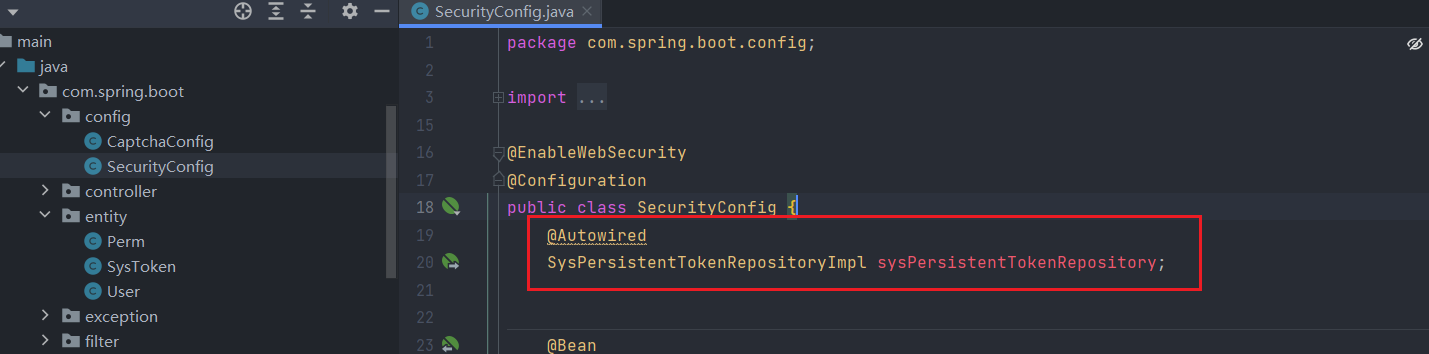 main
java
com.spring.boot
config
CaptchaConfig
SecurityConfig
controller
entity
Perm
SysToken
User
exception
filter
SecurityConfig.java
1 package com.spring.boot.config;
2
3 import ...
15
16 @EnableWebSecurity
17 @Configuration
18 public class SecurityConfig {
19 @Autowired
20 SysPersistentTokenRepositoryImpl sysPersistentTokenRepository;
21
22
23 @Bean